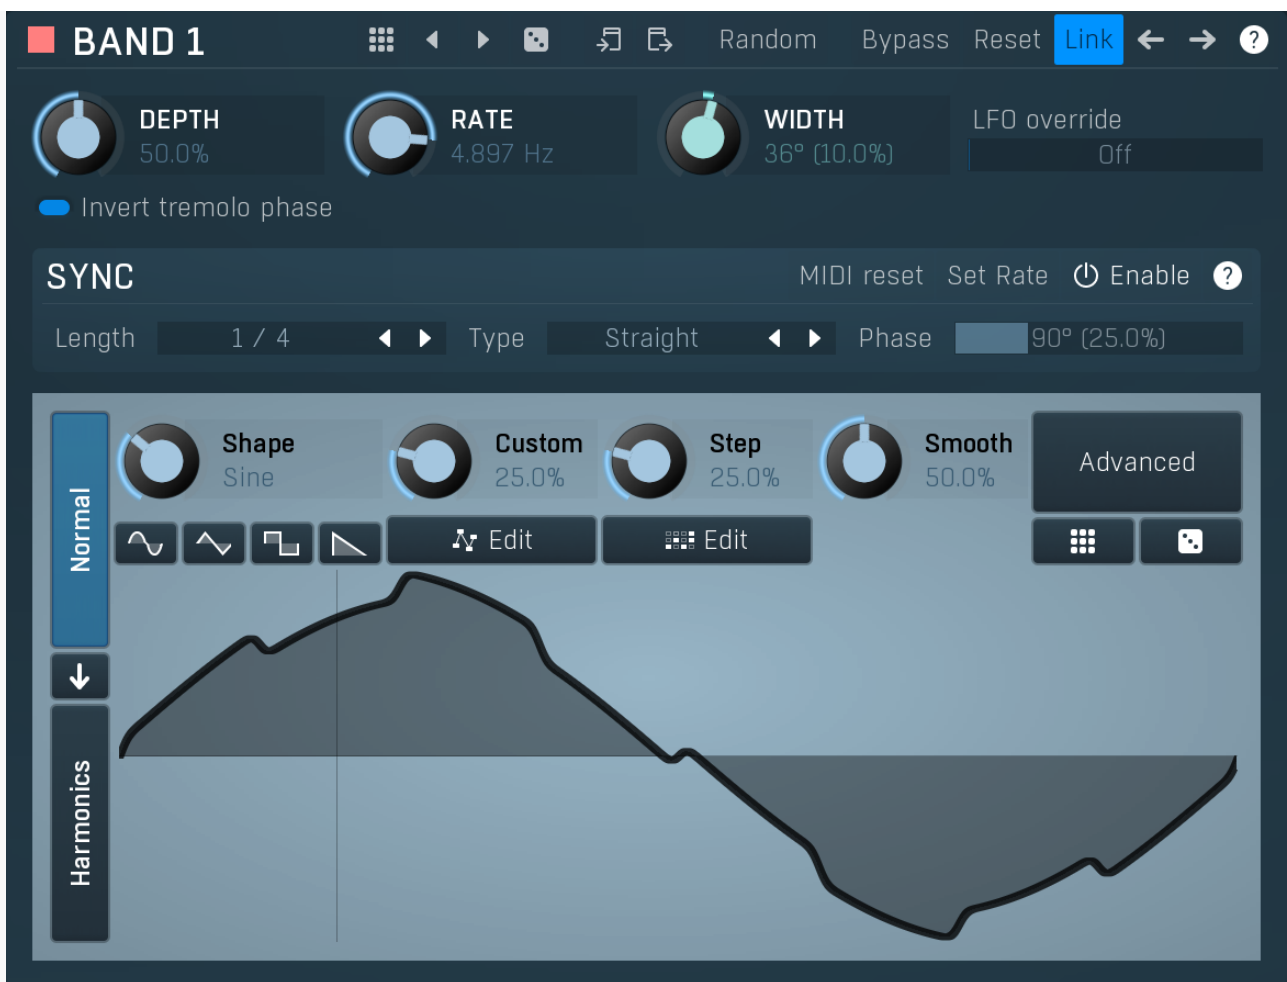 BAND 1 Random Bypass Reset Link ?
DEPTH RATE WIDTH LFO override
50.0% 4.897 Hz 36° (10.0%) Off
Invert tremolo phase
SYNC MIDI reset Set Rate Enable ?
Length 1 / 4 Type Straight Phase 90° (25.0%)
Shape Custom Step Smooth
Sine 25.0% 25.0% 50.0%
Advanced
Edit Edit
Normal
Harmonics